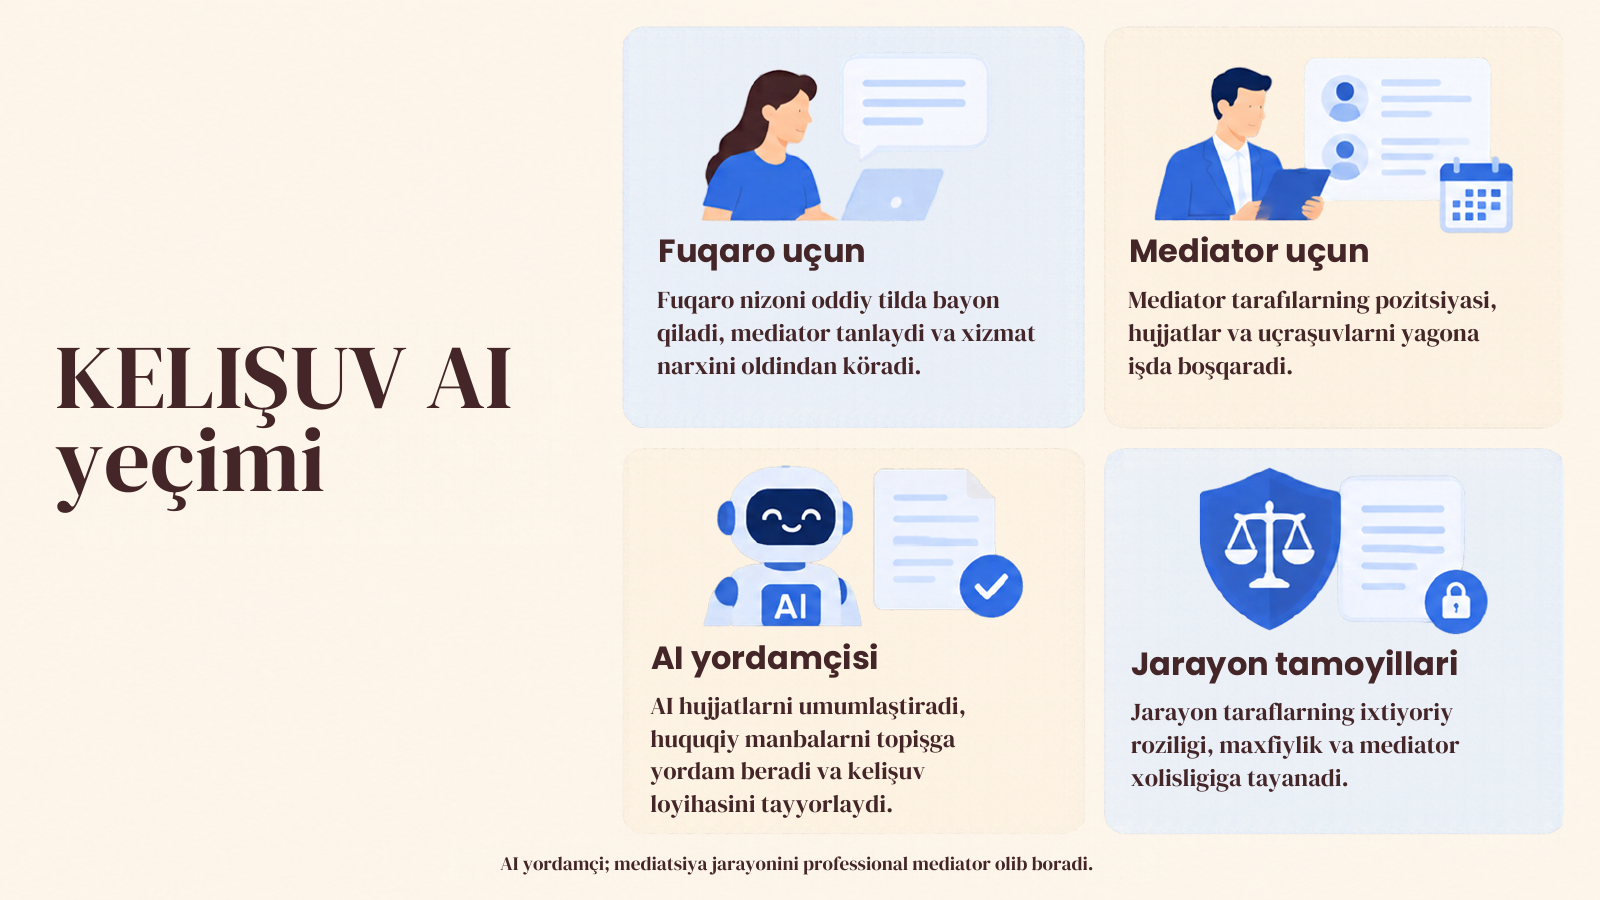 KELIŞUV AI
yeçimi
Fuqaro uçun
Fuqaro nizoni oddiy tilda bayon
qiladi, mediator tanlaydi va xizmat
narxini oldindan köradi.
Mediator uçun
Mediator tarafılarning pozitsiyasi,
hujjatlar va uçraşuvlarni yagona
işda boşqaradi.
AI
AI yordamçisi
AI hujjatlarni umumlaştiradi,
huquqiy manbalarni topişga
yordam beradi va kelişuv
loyihasini tayyorlaydi.
Jarayon tamoyillari
Jarayon taraflarning ixtiyoriy
roziligi, maxfiylik va mediator
xolisligiga tayanadi.
AI yordamçi; mediatsiya jarayonini professional mediator olib boradi.